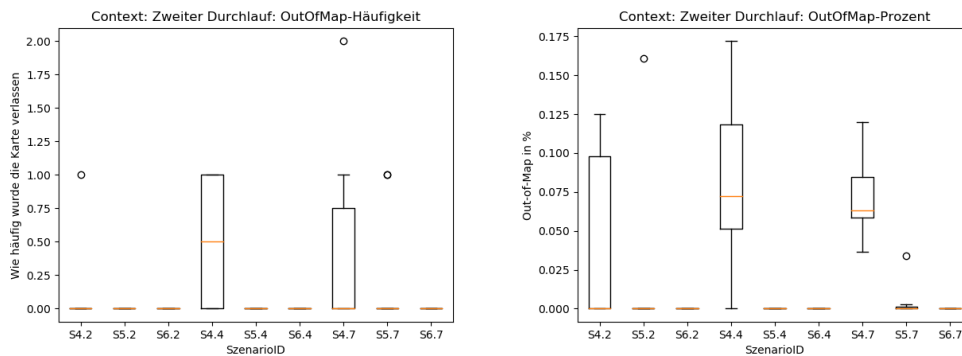 Context: Zweiter Durchlauf: OutOfMap-Häufigkeit
Wie häufig wurde die Karte verlassen
2.00
1.75
1.50
1.25
1.00
0.75
0.50
0.25
0.00
S4.2 S5.2 S6.2 S4.4 S5.4 S6.4 S4.7 S5.7 S6.7
SzenarioID
Context: Zweiter Durchlauf: OutOfMap-Prozent
Out-of-Map in %
0.175
0.150
0.125
0.100
0.075
0.050
0.025
0.000
S4.2 S5.2 S6.2 S4.4 S5.4 S6.4 S4.7 S5.7 S6.7
SzenarioID